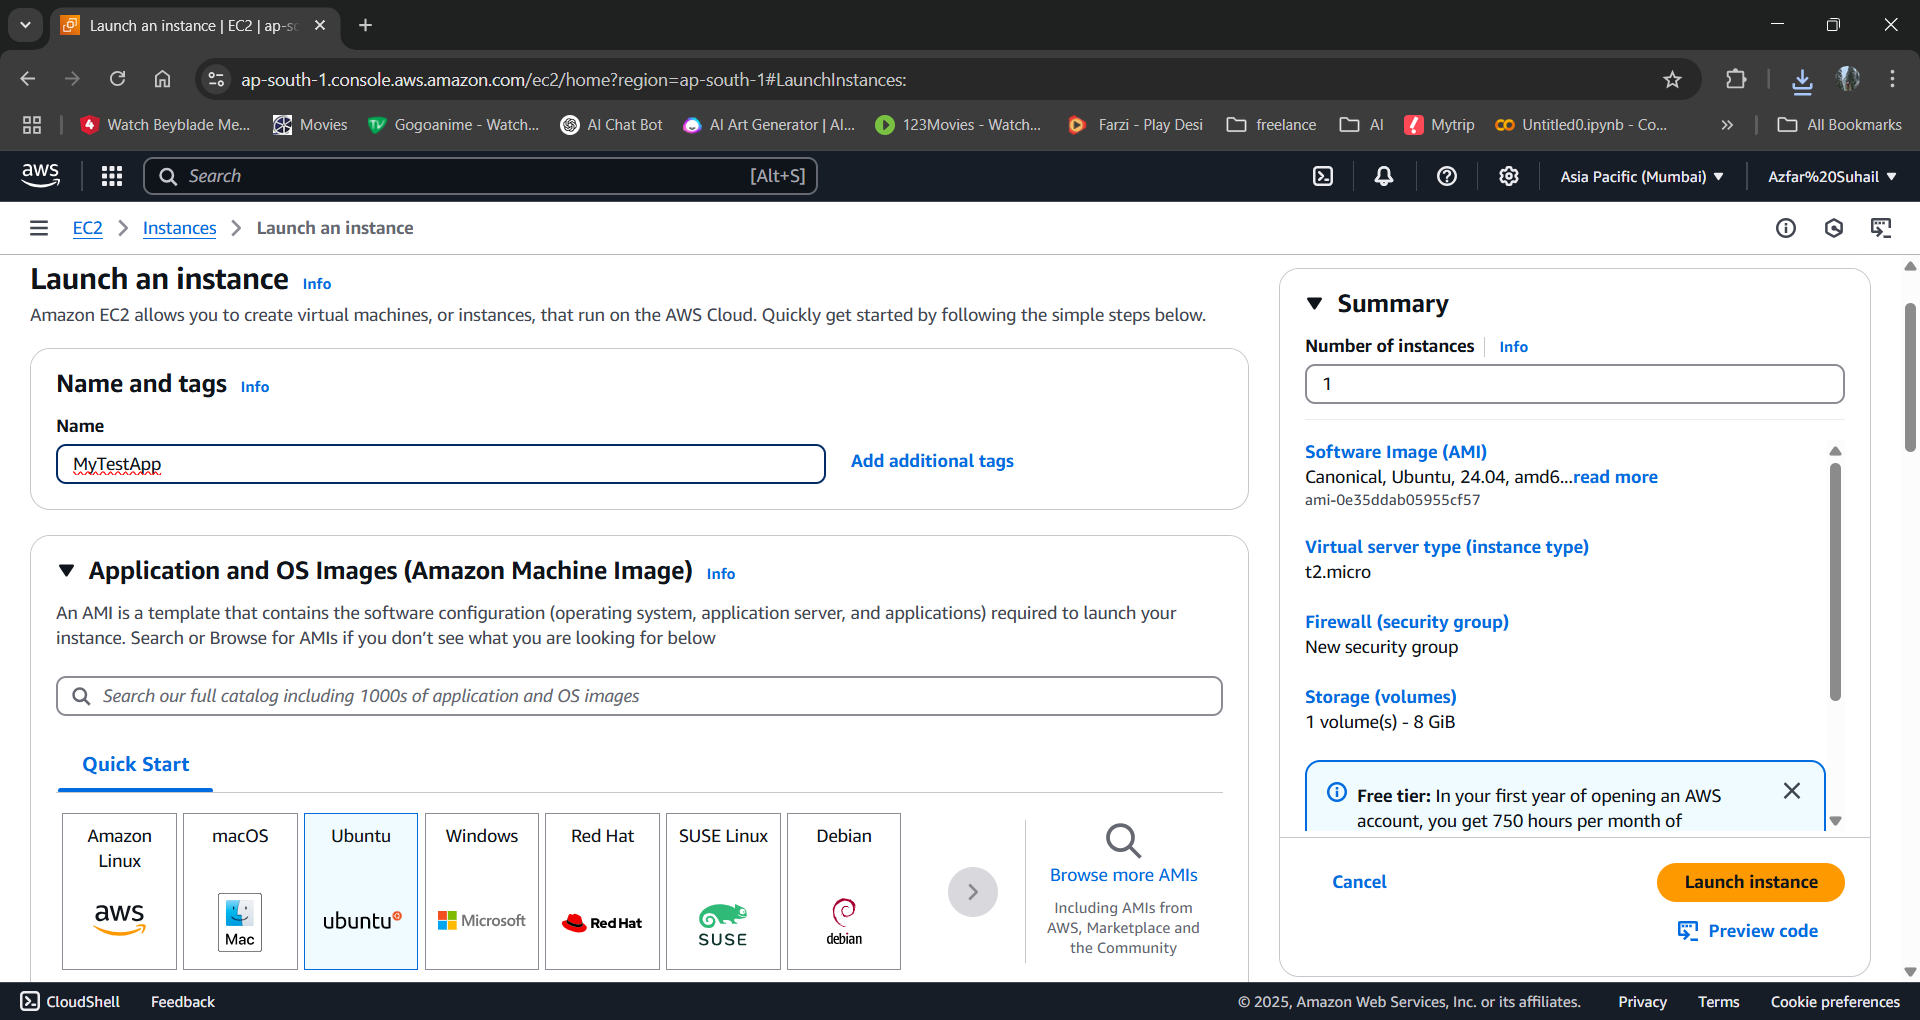 Launch an instance | EC2 | ap-so
ap-south-1.console.aws.amazon.com/ec2/home?region=ap-south-1#LaunchInstances:
Watch Beyblade Me...
Movies
Gogoanime - Watch...
AI Chat Bot
AI Art Generator | AI...
123Movies - Watch...
Farzi - Play Desi
freelance
AI
Mytrip
Untitled0.ipynb - Co...
All Bookmarks
aws
Search
[Alt+S]
Asia Pacific (Mumbai)
Azfar%20Suhail
EC2
Instances
Launch an instance
Launch an instance Info
Amazon EC2 allows you to create virtual machines, or instances, that run on the AWS Cloud. Quickly get started by following the simple steps below.
Name and tags Info
Name
MyTestApp
Add additional tags
Application and OS Images (Amazon Machine Image) Info
An AMI is a template that contains the software configuration (operating system, application server, and applications) required to launch your
instance. Search or Browse for AMIs if you don’t see what you are looking for below
Search our full catalog including 1000s of application and OS images
Quick Start
Amazon
Linux
aws
macOS
Mac
Ubuntu
ubuntu
Windows
Microsoft
Red Hat
Red Hat
SUSE Linux
SUSE
Debian
debian
Browse more AMIs
Including AMIs from
AWS, Marketplace and
the Community
Summary
Number of instances Info
1
Software Image (AMI)
Canonical, Ubuntu, 24.04, amd6...read more
ami-0e35ddab05955cf57
Virtual server type (instance type)
t2.micro
Firewall (security group)
New security group
Storage (volumes)
1 volume(s) - 8 GiB
Free tier: In your first year of opening an AWS
account, you get 750 hours per month of
Cancel
Launch instance
Preview code
CloudShell
Feedback
© 2025, Amazon Web Services, Inc. or its affiliates.
Privacy
Terms
Cookie preferences